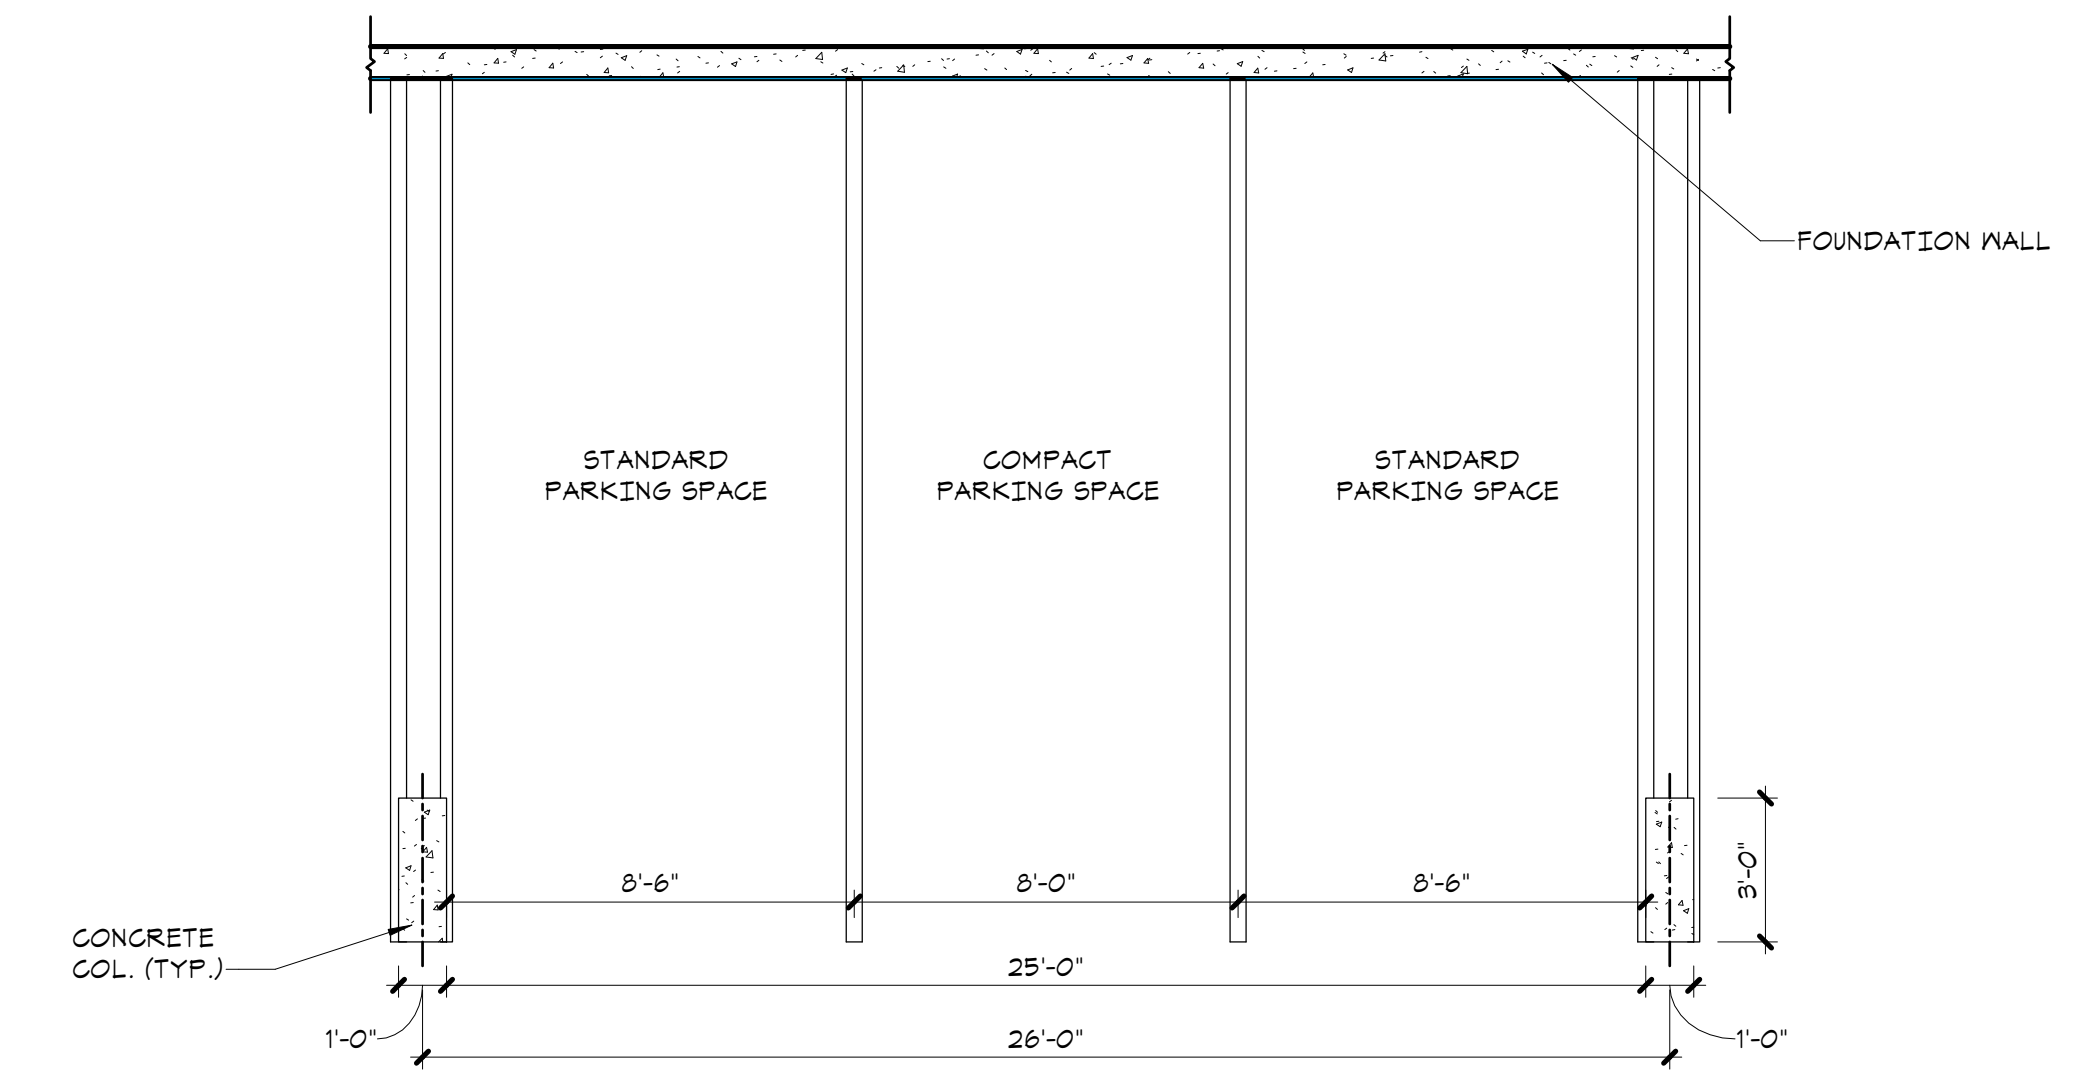 FOUNDATION WALL
STANDARD
PARKING SPACE
COMPACT
PARKING SPACE
STANDARD
PARKING SPACE
8'-6"
8'-0"
8'-6"
3'-0"
CONCRETE
COL. (TYP.)
25'-0"
1'-0"
26'-0"
1'-0"